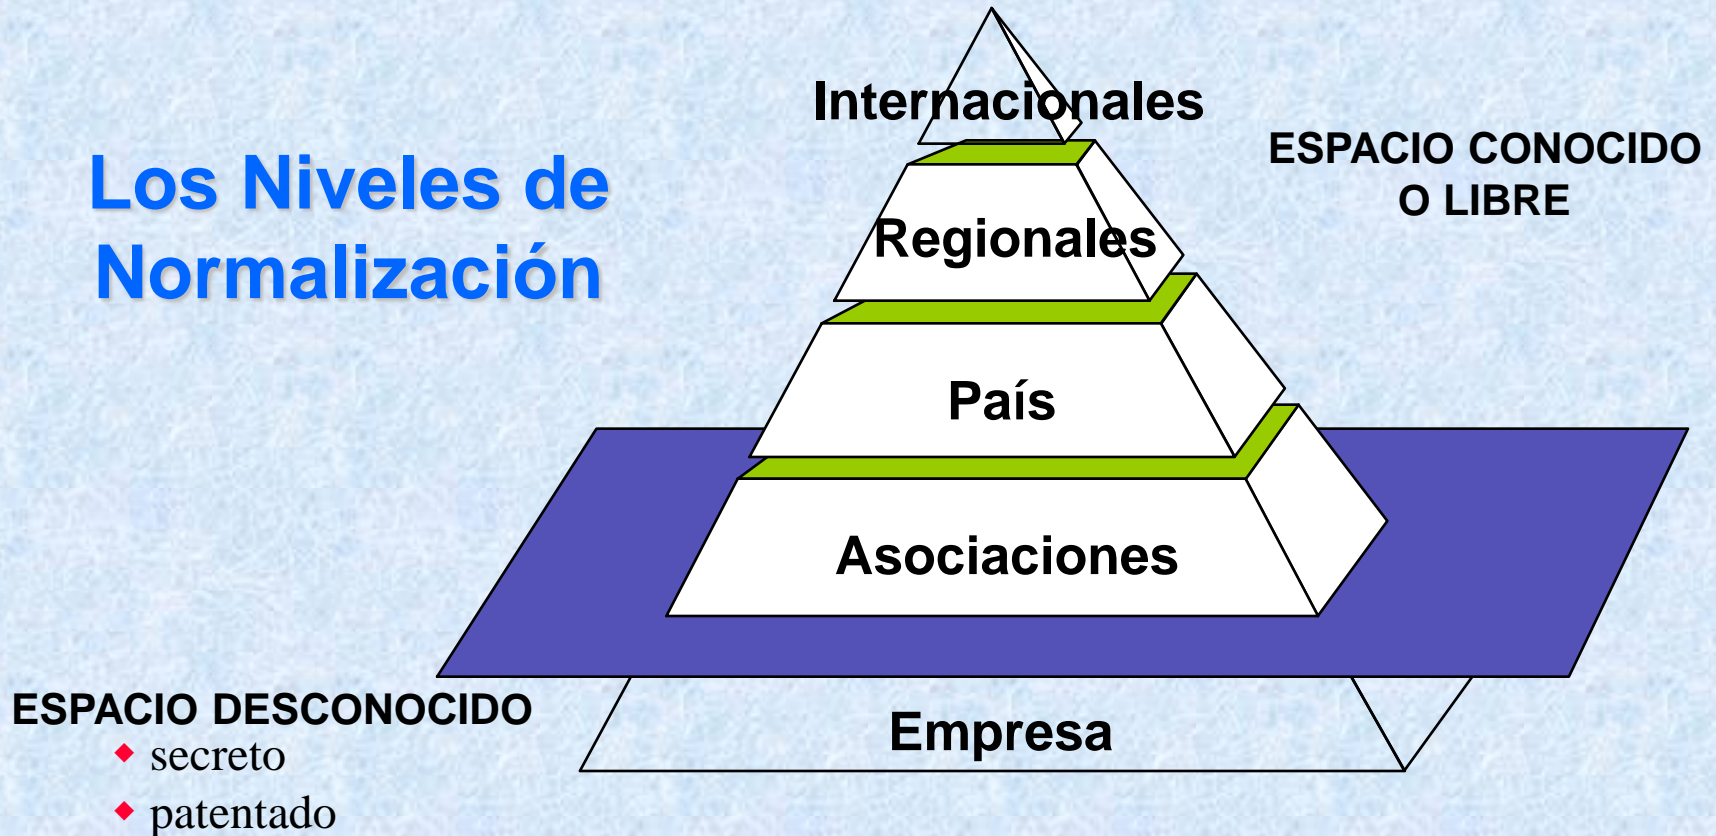 Los Niveles de
Normalización
Internacionales
ESPACIO CONOCIDO
O LIBRE
Regionales
País
Asociaciones
Empresa
ESPACIO DESCONOCIDO
secreto
patentado